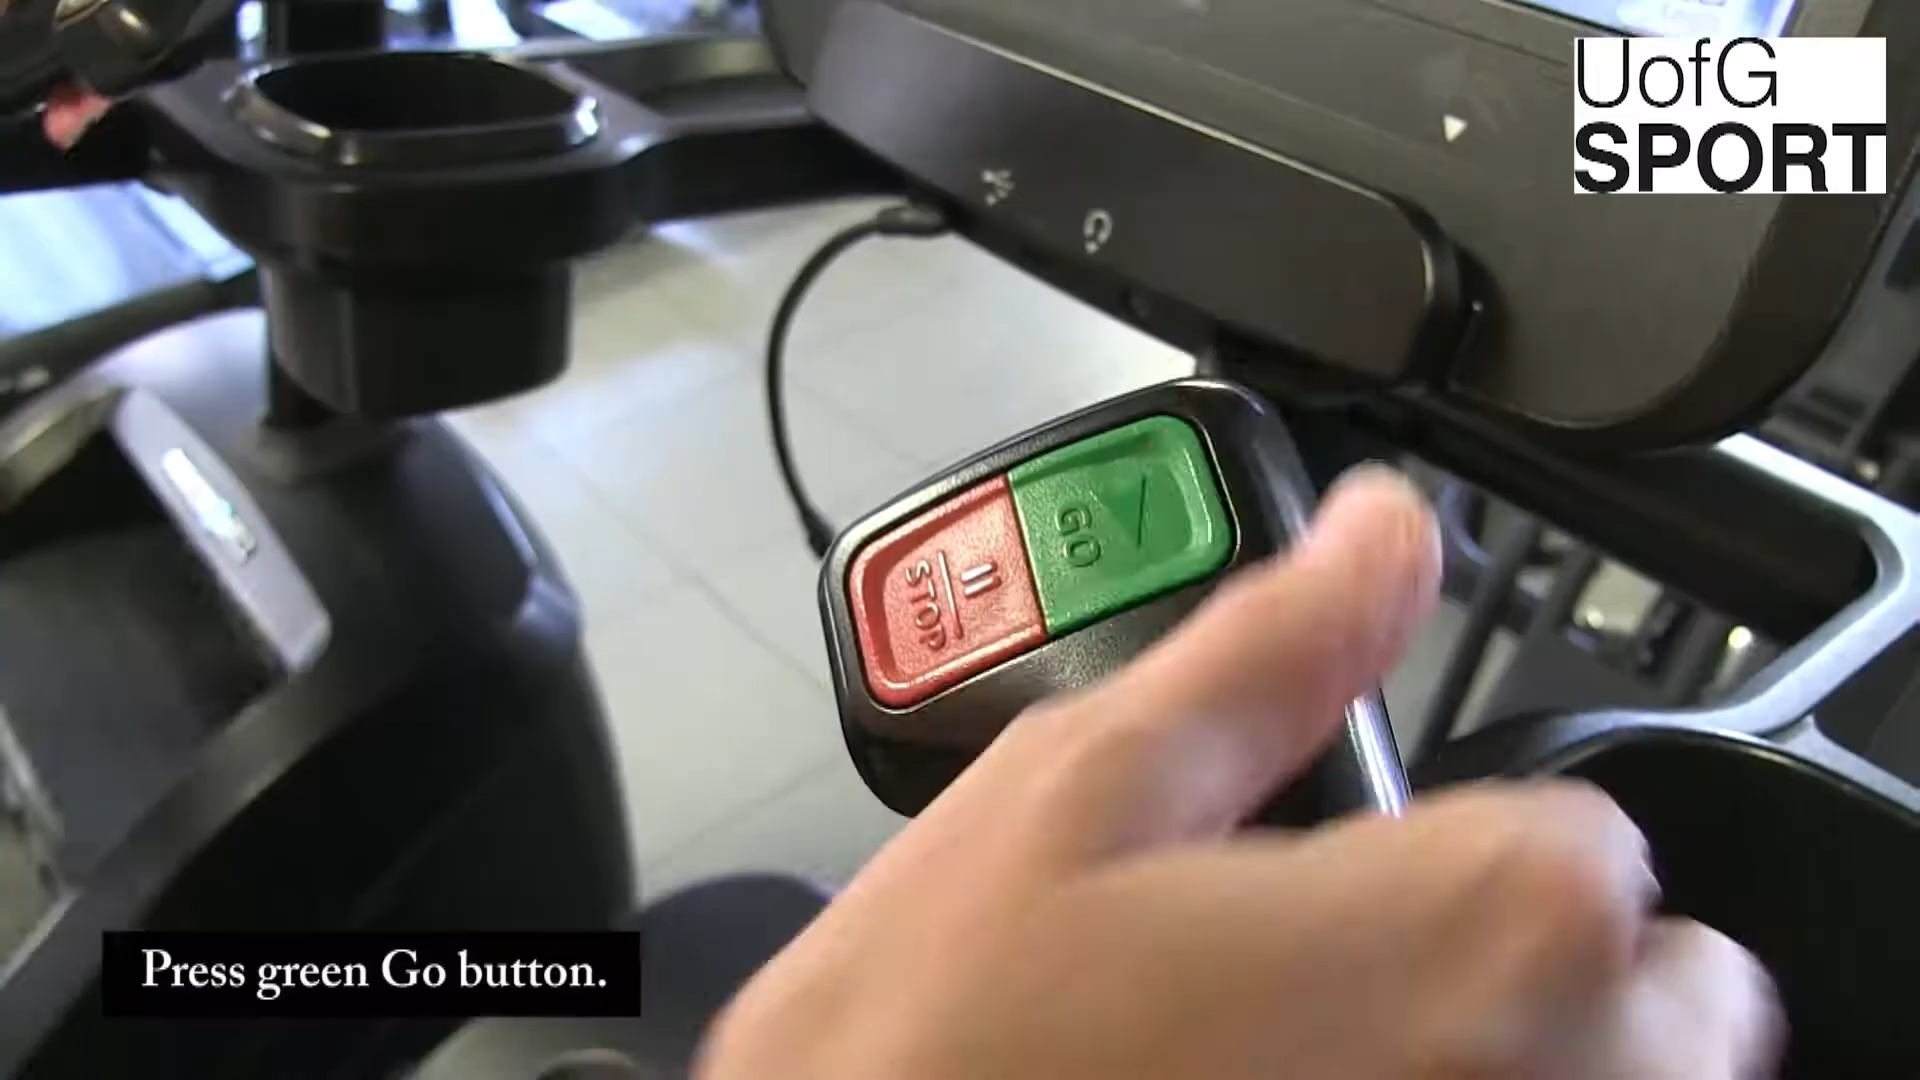 UofG
SPORT
GO
STOP
Press green Go button.